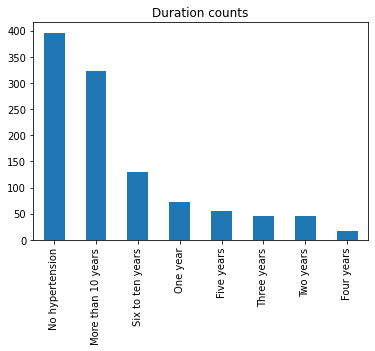 Duration counts
400
350
300
250
200
150
100
50
0
No hypertension
More than 10 years
Six to ten years
One year
Five years
Three years
Two years
Four years